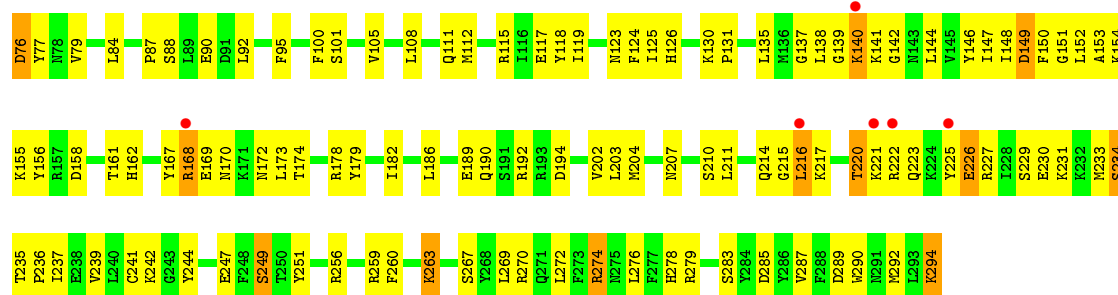 D76 Y77 N78 V79 L84 P87 S88 L89 E90 D91 L92 F95 F100 S101 V105 L108 Q111 M112 R115 I116 E117 Y118 I119 N123 F124 I125 H126 K130 P131 L135 M136 G137 L138 G139 K140 K141 G142 N143 L144 V145 Y146 I147 I148 D149 F150 G151 L152 A153 K154
K155 Y156 R157 D158 T161 H162 Y167 R168 E169 N170 K171 N172 L173 T174 R178 Y179 I182 L186 E189 Q190 S191 R192 R193 D194 V202 L203 M204 N207 S210 L211 Q214 G215 L216 K217 T220 K221 R222 Q223 K224 Y225 E226 R227 I228 S229 E230 K231 K232 M233 S234
T235 P236 I237 E238 V239 L240 C241 K242 G243 Y244 E247 F248 S249 T250 Y251 R256 R259 F260 K263 S267 Y268 L269 R270 Q271 L272 F273 R274 N275 L276 F277 H278 R279 S283 Y284 D285 Y286 V287 F288 D289 W290 N291 M292 L293 K294